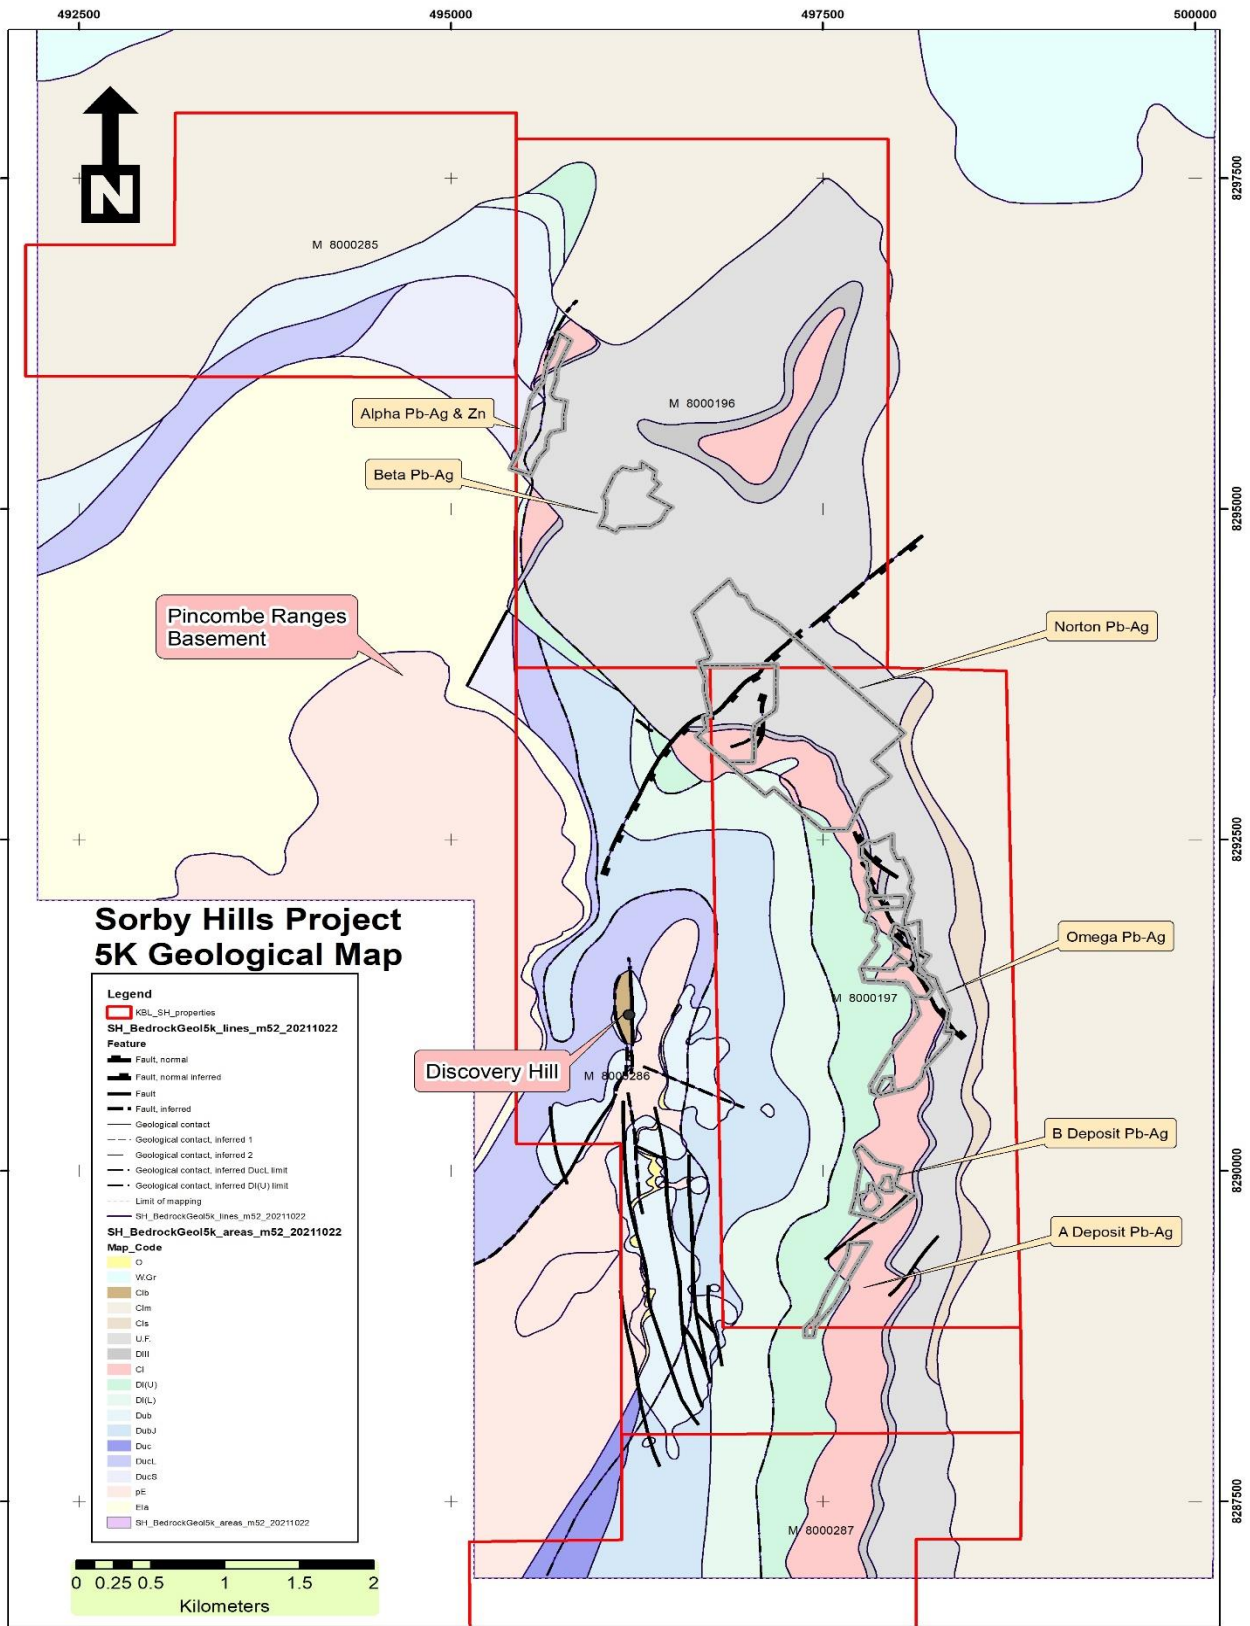 492500
495000
497500
500000
N
8297500
M 8000285
M 8000196
Alpha Pb-Ag & Zn
Beta Pb-Ag
8295000
Pincombe Ranges
Basement
Norton Pb-Ag
8292500
Sorby Hills Project
5K Geological Map
Omega Pb-Ag
M 8000197
Discovery Hill
M 8000286
B Deposit Pb-Ag
8290000
A Deposit Pb-Ag
M 8000287
8287500
Legend
KBL_SH_properties
SH_BedrockGeol5k_lines_m52_20211022
Feature
Fault, normal
Fault, normal inferred
Fault
Fault, inferred
Geological contact
Geological contact, inferred 1
Geological contact, inferred 2
Geological contact, inferred DucL limit
Geological contact, inferred Dl(U) limit
Limit of mapping
SH_BedrockGeol5k_lines_m52_20211022
SH_BedrockGeol5k_areas_m52_20211022
Map_Code
O
W.Gr
Clb
Clm
Cls
U.F.
DIII
Cl
DI(U)
DI(L)
Dub
DubJ
Duc
DucL
DucS
pE
Ela
SH_BedrockGeol5k_areas_m52_20211022
0 0.25 0.5 1 1.5 2
Kilometers